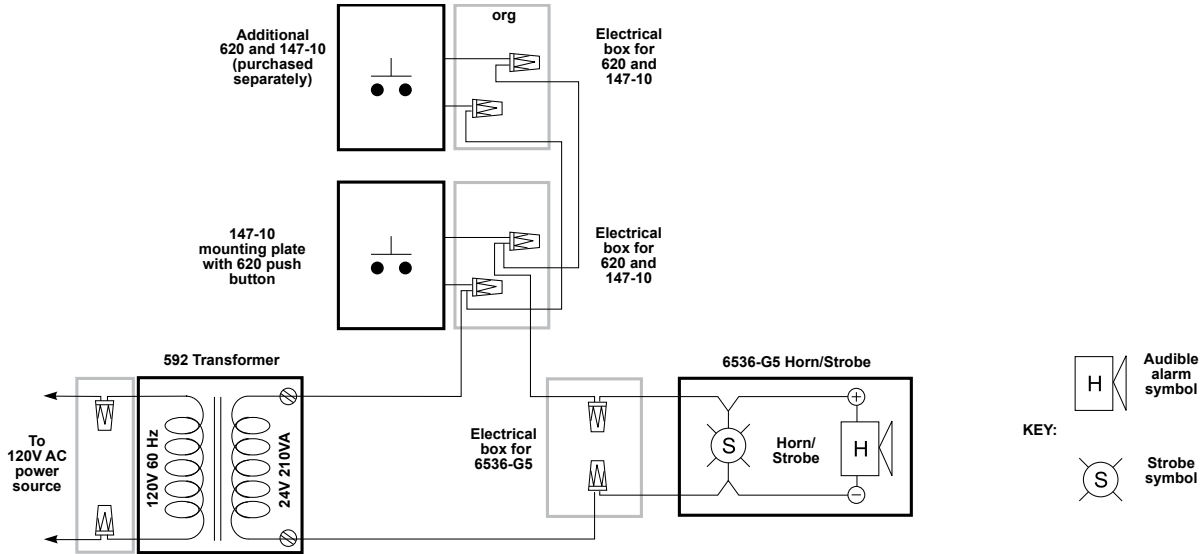 Additional
620 and 147-10
(purchased
separately)
org
Electrical
box for
620 and
147-10
147-10
mounting plate
with 620 push
button
Electrical
box for
620 and
147-10
592 Transformer
To
120V AC
power
source
120V 60 Hz
24V 210VA
Electrical
box for
6536-G5
6536-G5 Horn/Strobe
S
Horn/
Strobe
H
+
−
KEY:
H
Audible
alarm
symbol
S
Strobe
symbol